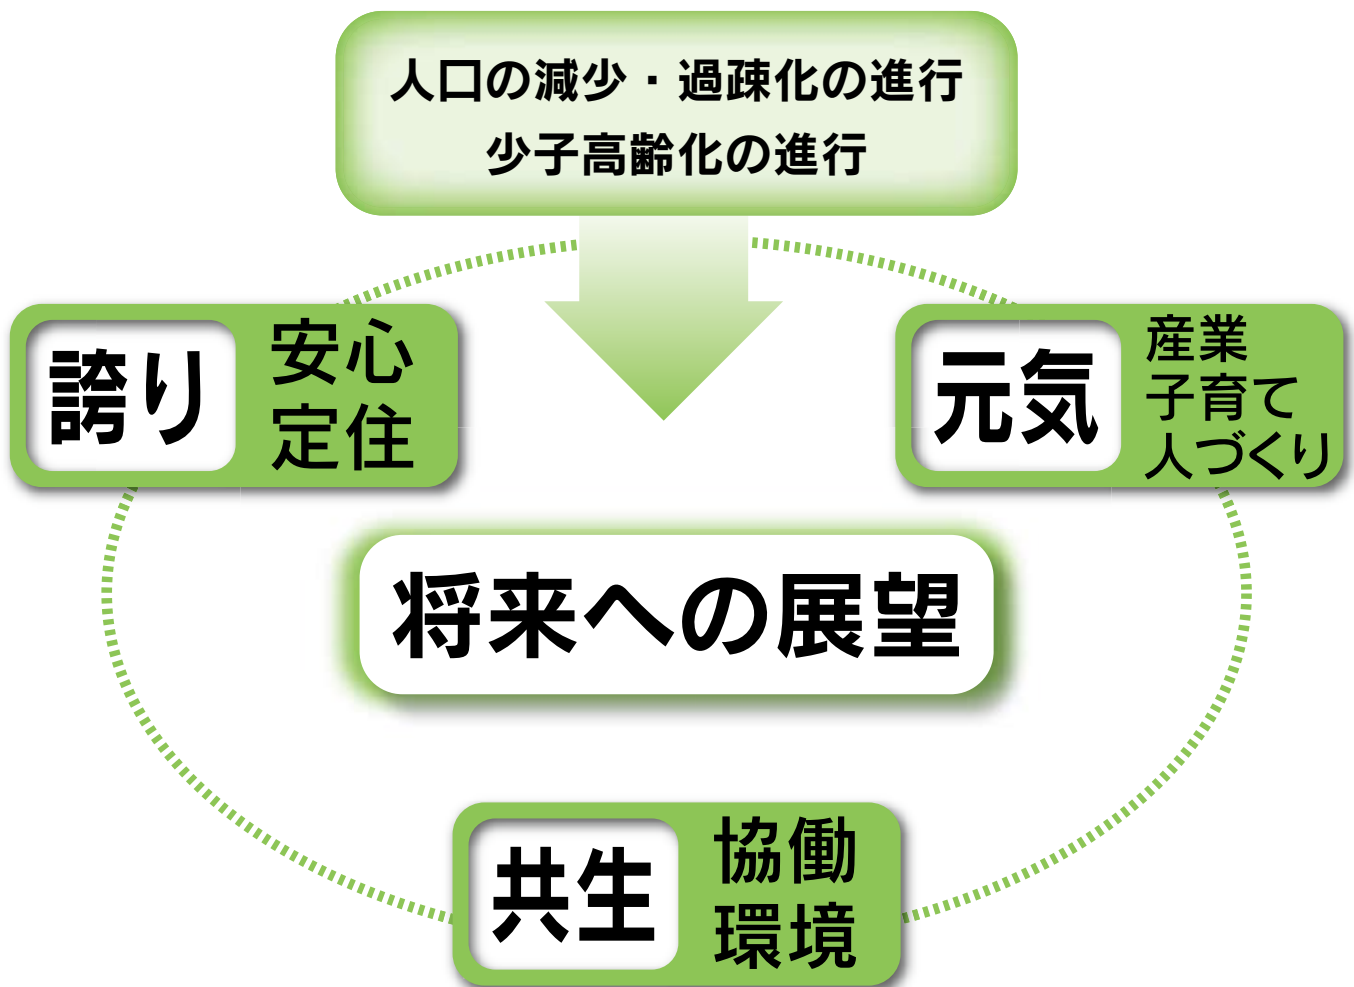 人口の減少・過疎化の進行
少子高齢化の進行
誇り
安心
定住
元気
産業
子育て
人づくり
将来への展望
共生
協働
環境